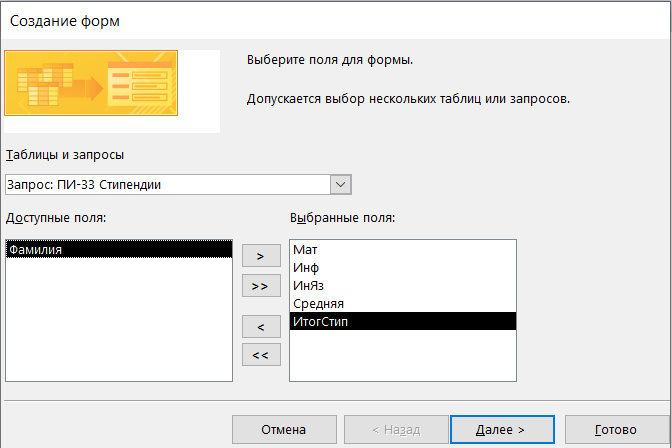 Создание форм
Выберите поля для формы.
Допускается выбор нескольких таблиц или запросов.
Таблицы и запросы
Запрос: ПИ-33 Стипендии
Доступные поля:
Выбранные поля:
Фамилия
>
>>
<
<<
Мат
Инф
ИнЯз
Средняя
ИтогСтип
Отмена
< Назад
Далее >
Готово